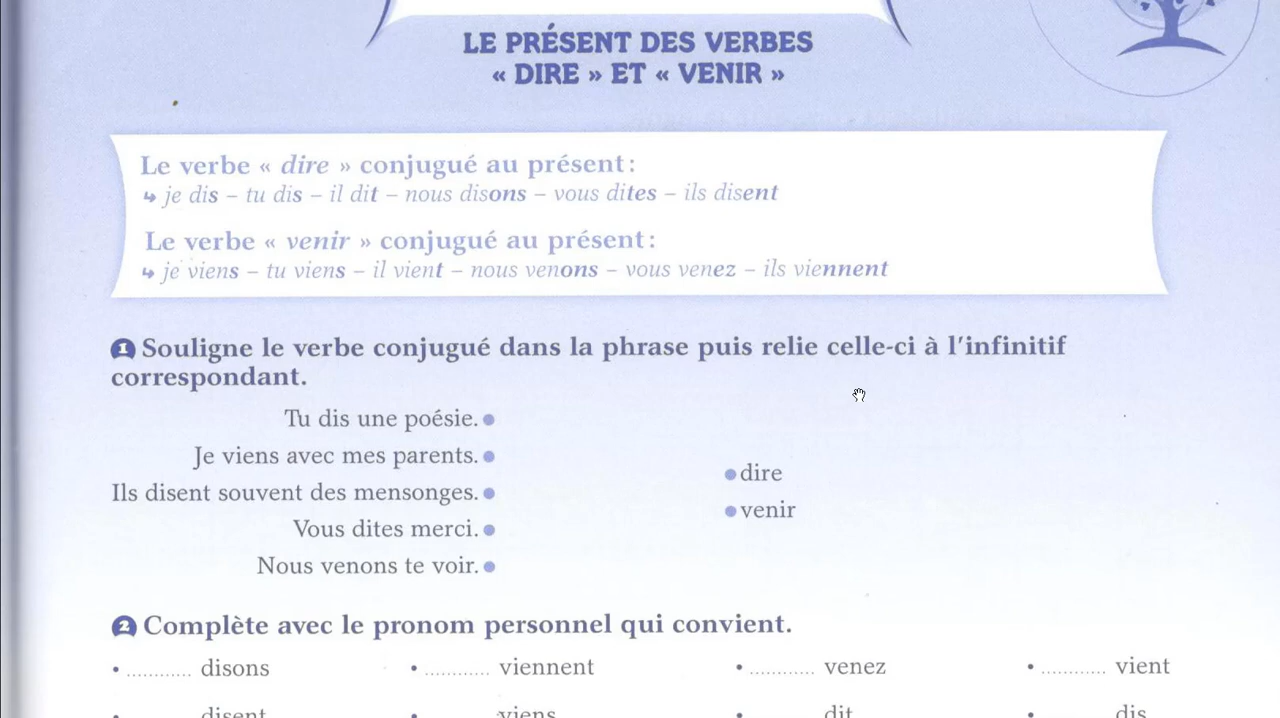 LE PRÉSENT DES VERBES
« DIRE » ET « VENIR »
Le verbe « dire » conjugué au présent :
↳ je dis – tu dis – il dit – nous disons – vous dites – ils disent
Le verbe « venir » conjugué au présent :
↳ je viens – tu viens – il vient – nous venons – vous venez – ils viennent
1 Souligne le verbe conjugué dans la phrase puis relie celle-ci à l'infinitif
correspondant.
Tu dis une poésie. ●
Je viens avec mes parents. ●
● dire
Ils disent souvent des mensonges. ●
● venir
Vous dites merci. ●
Nous venons te voir. ●
2 Complète avec le pronom personnel qui convient.
• ........... disons • ........... viennent • ........... venez • ........... vient
• disent • viens • dit • dis